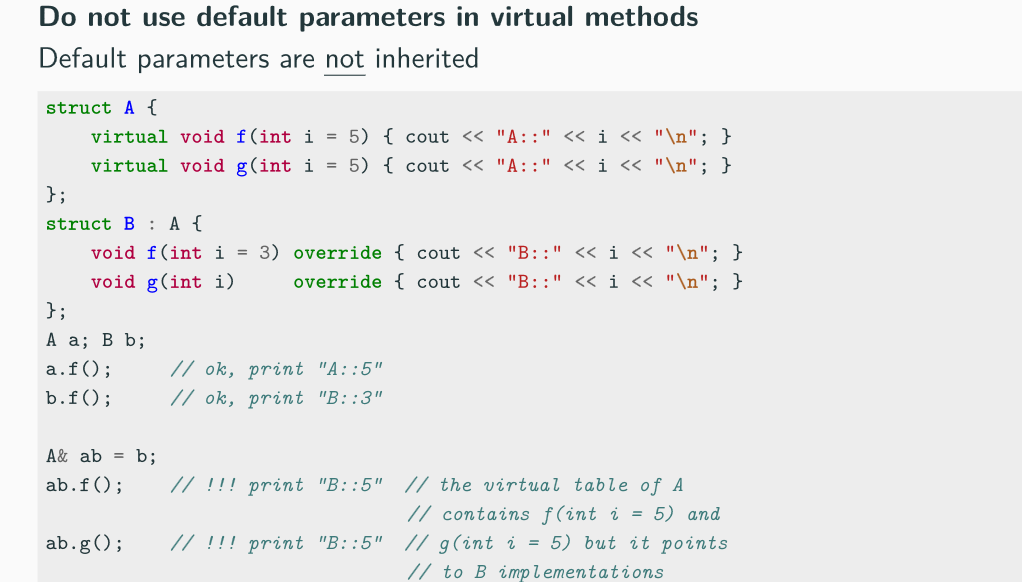 Do not use default parameters in virtual methods
Default parameters are not inherited
struct A {
    virtual void f(int i = 5) { cout << "A::" << i << "\n"; }
    virtual void g(int i = 5) { cout << "A::" << i << "\n"; }
};
struct B : A {
    void f(int i = 3) override { cout << "B::" << i << "\n"; }
    void g(int i)     override { cout << "B::" << i << "\n"; }
};
A a; B b;
a.f();     // ok, print "A::5"
b.f();     // ok, print "B::3"

A& ab = b;
ab.f();    // !!! print "B::5"  // the virtual table of A
                                // contains f(int i = 5) and
ab.g();    // !!! print "B::5"  // g(int i = 5) but it points
                                // to B implementations